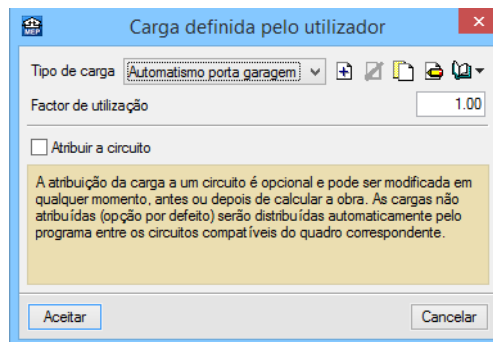 MEP
Carga definida pelo utilizador
Tipo de carga Automatismo porta garagem
Factor de utilização 1.00
Atribuir a circuito
A atribuição da carga a um circuito é opcional e pode ser modificada em
qualquer momento, antes ou depois de calcular a obra. As cargas não
atribuídas (opção por defeito) serão distribuídas automaticamente pelo
programa entre os circuitos compatíveis do quadro correspondente.
Aceitar Cancelar